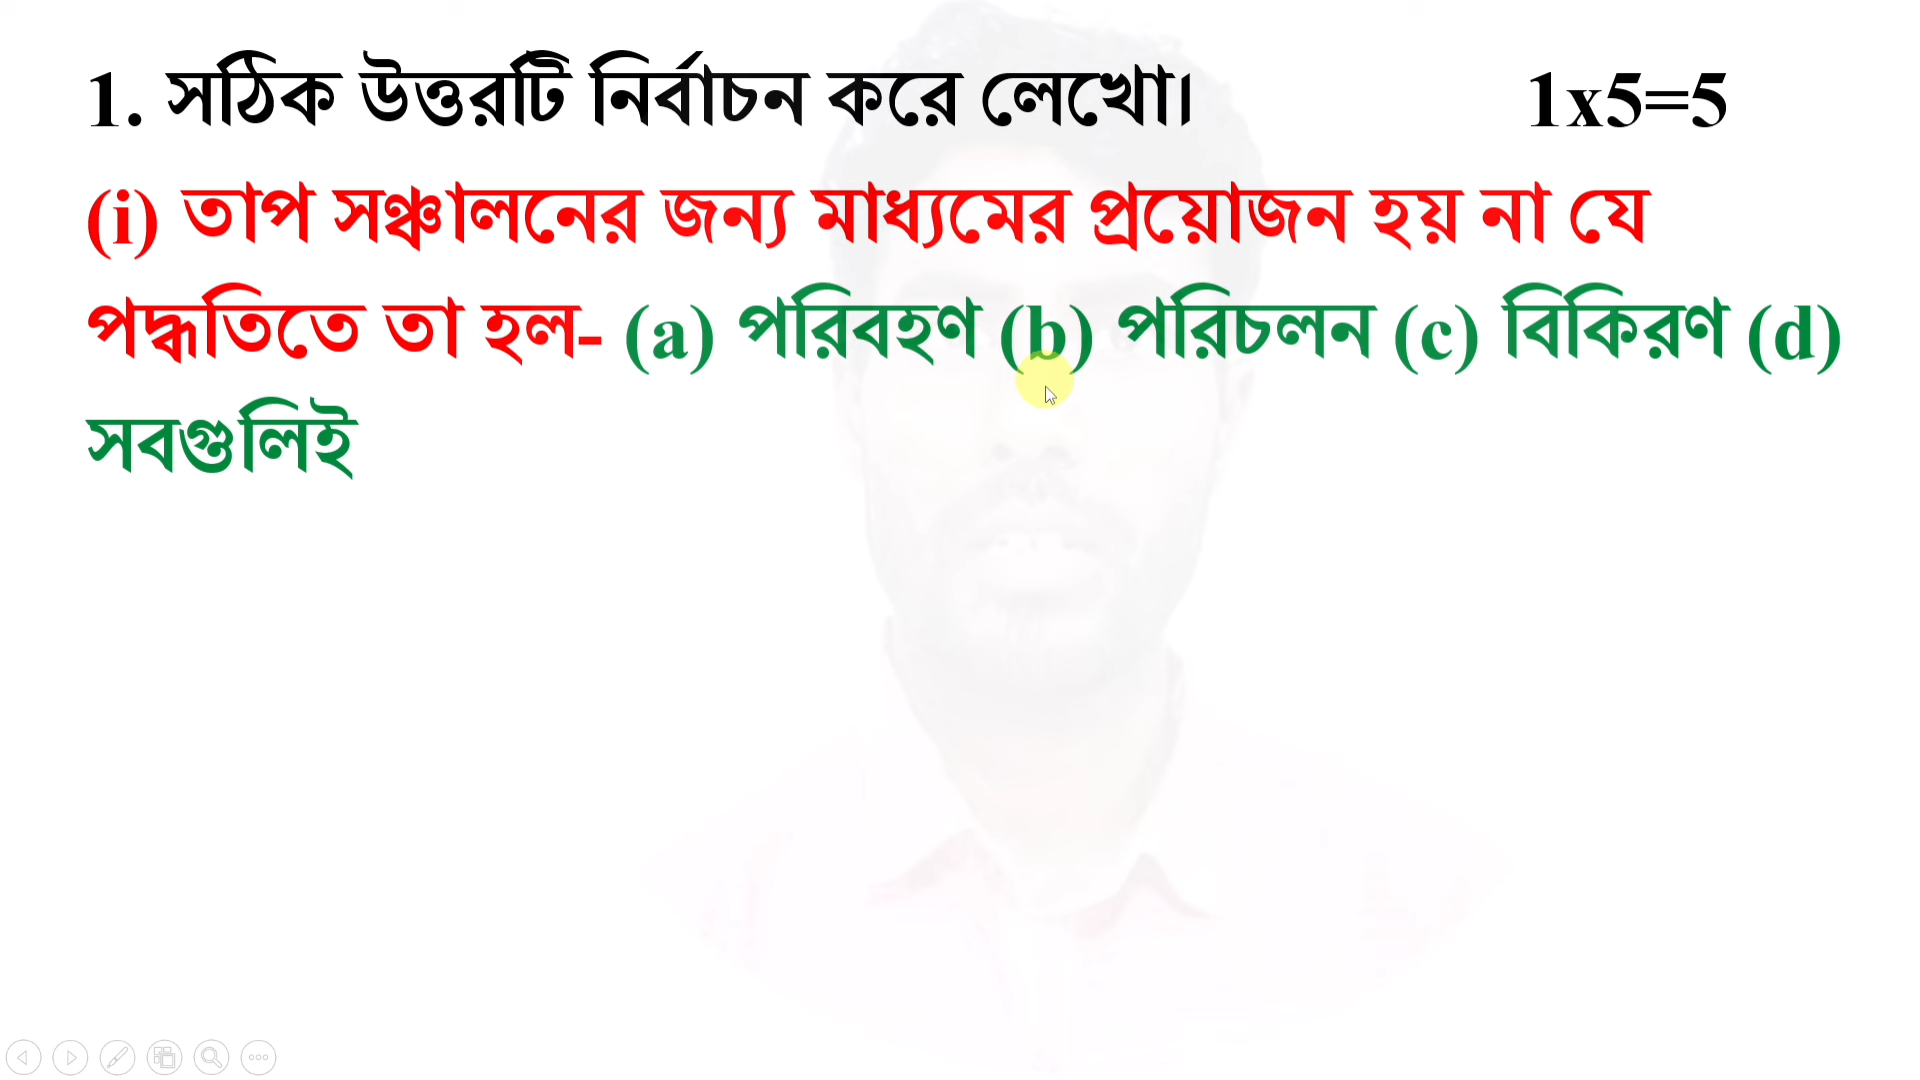 1. সঠিক উত্তরটি নির্বাচন করে লেখো। 1x5=5
(i) তাপ সঞ্চালনের জন্য মাধ্যমের প্রয়োজন হয় না যে
পদ্ধতিতে তা হল- (a) পরিবহণ (b) পরিচলন (c) বিকিরণ (d)
সবগুলিই